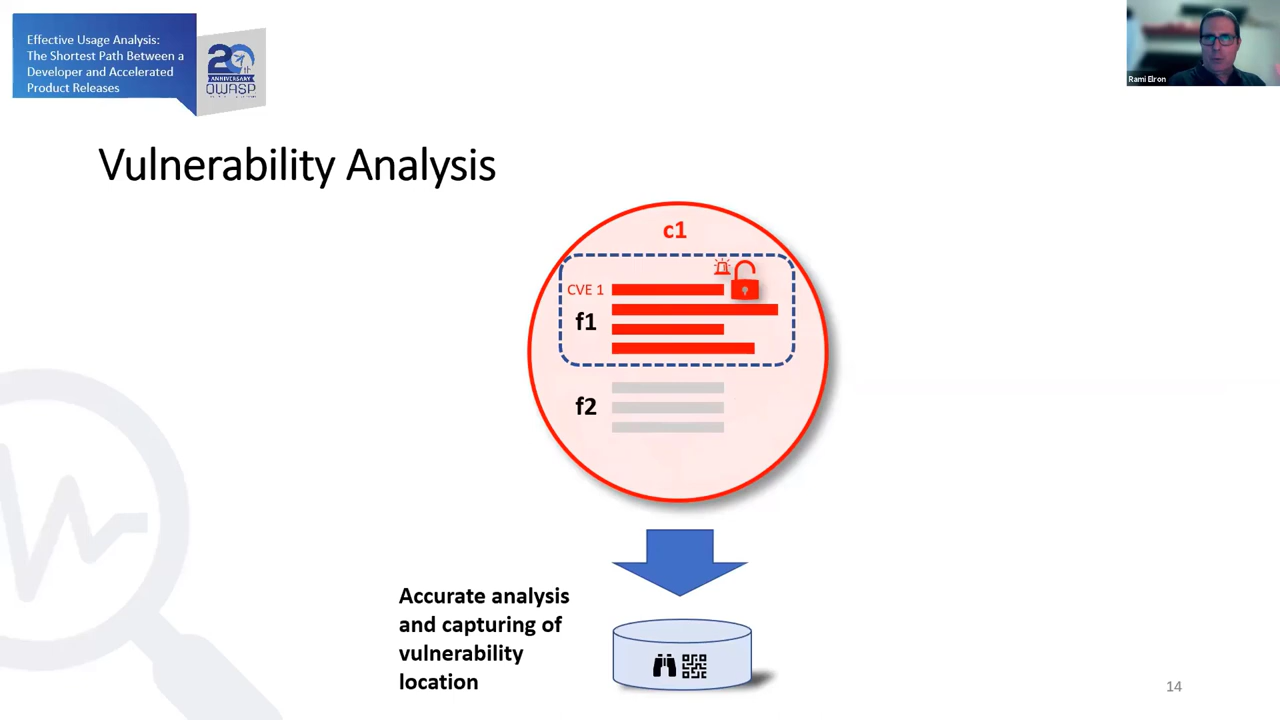 Effective Usage Analysis:
The Shortest Path Between a
Developer and Accelerated
Product Releases
20
ANNIVERSARY
OWASP
Rami Elron
Vulnerability Analysis
c1
CVE 1
f1
f2
Accurate analysis
and capturing of
vulnerability
location
14